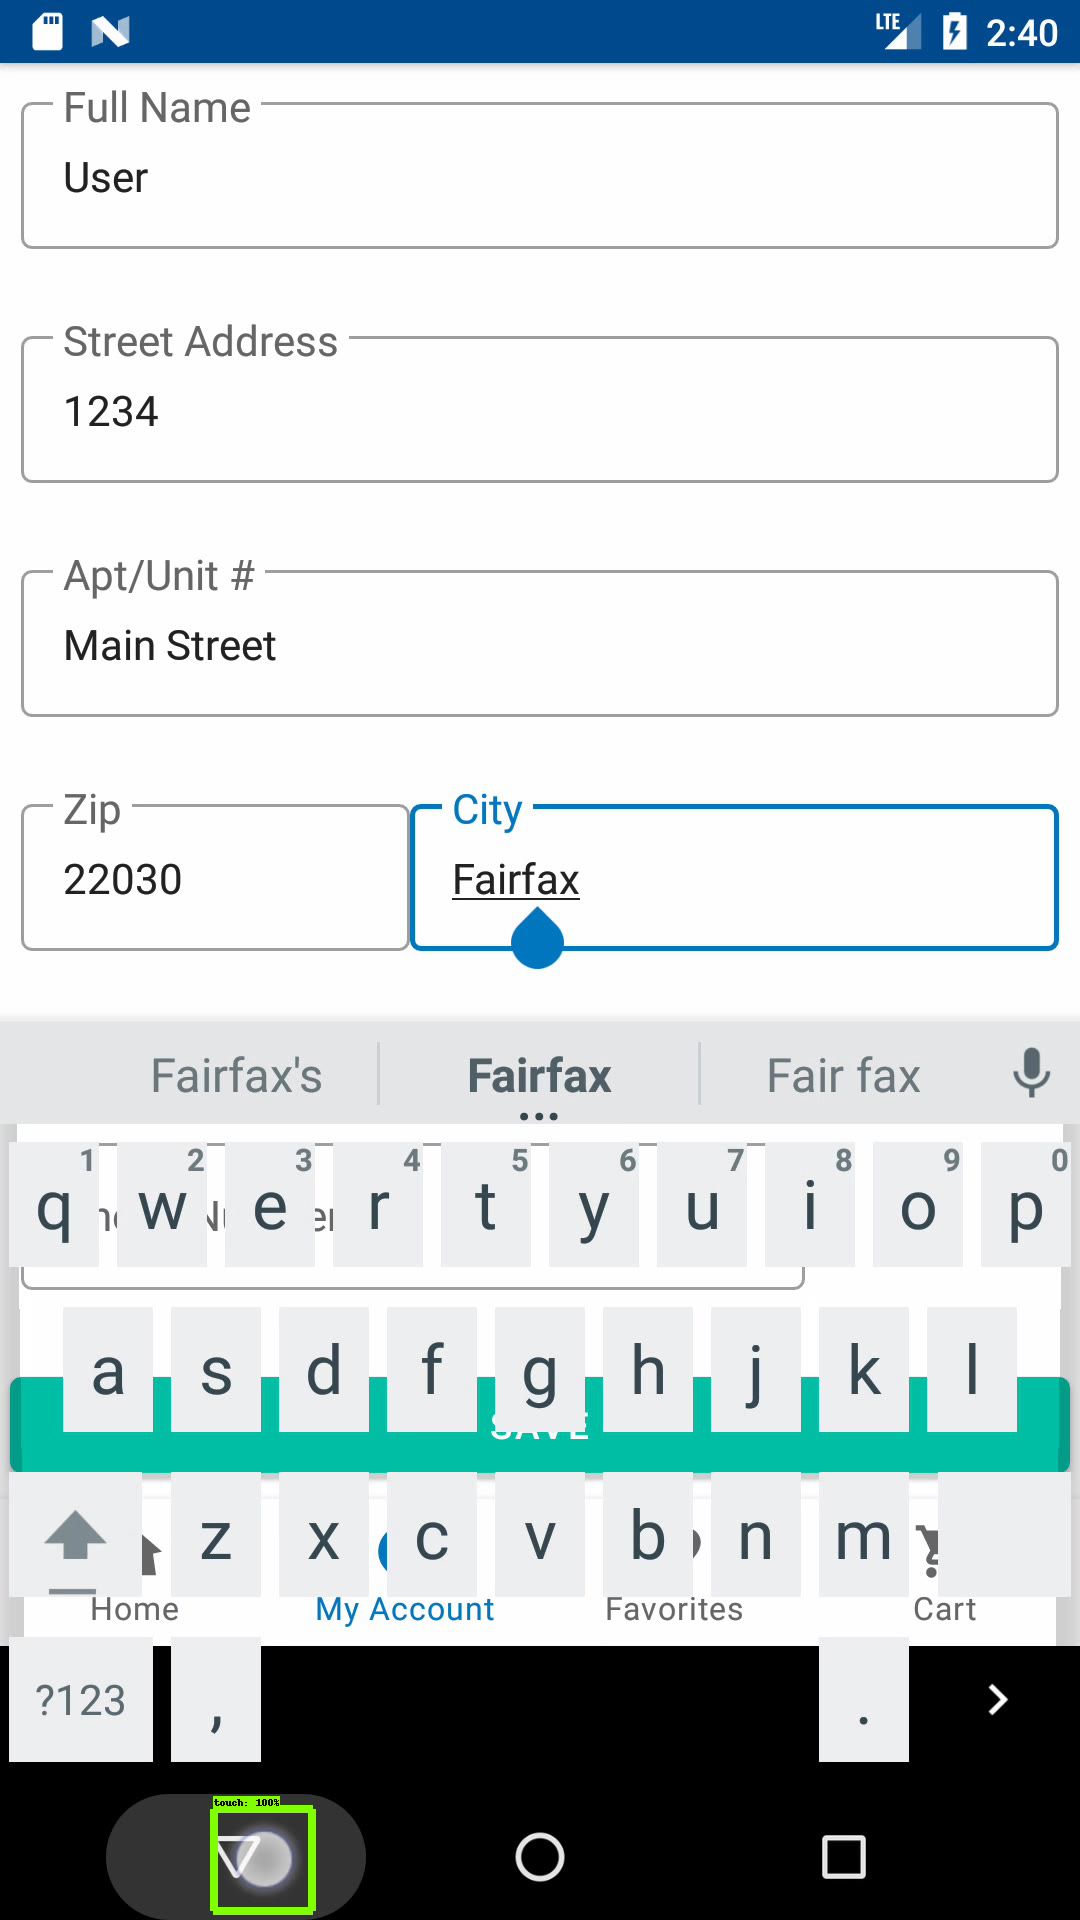 LTE 2:40
Full Name
User
Street Address
1234
Apt/Unit #
Main Street
Zip
22030
City
Fairfax
Fairfax's Fairfax Fair fax
1 2 3 4 5 6 7 8 9 0
q w e r t y u i o p
a s d f g h j k l
SAVE
z x c v b n m
Home My Account Favorites Cart
?123 , .
touch: 100%